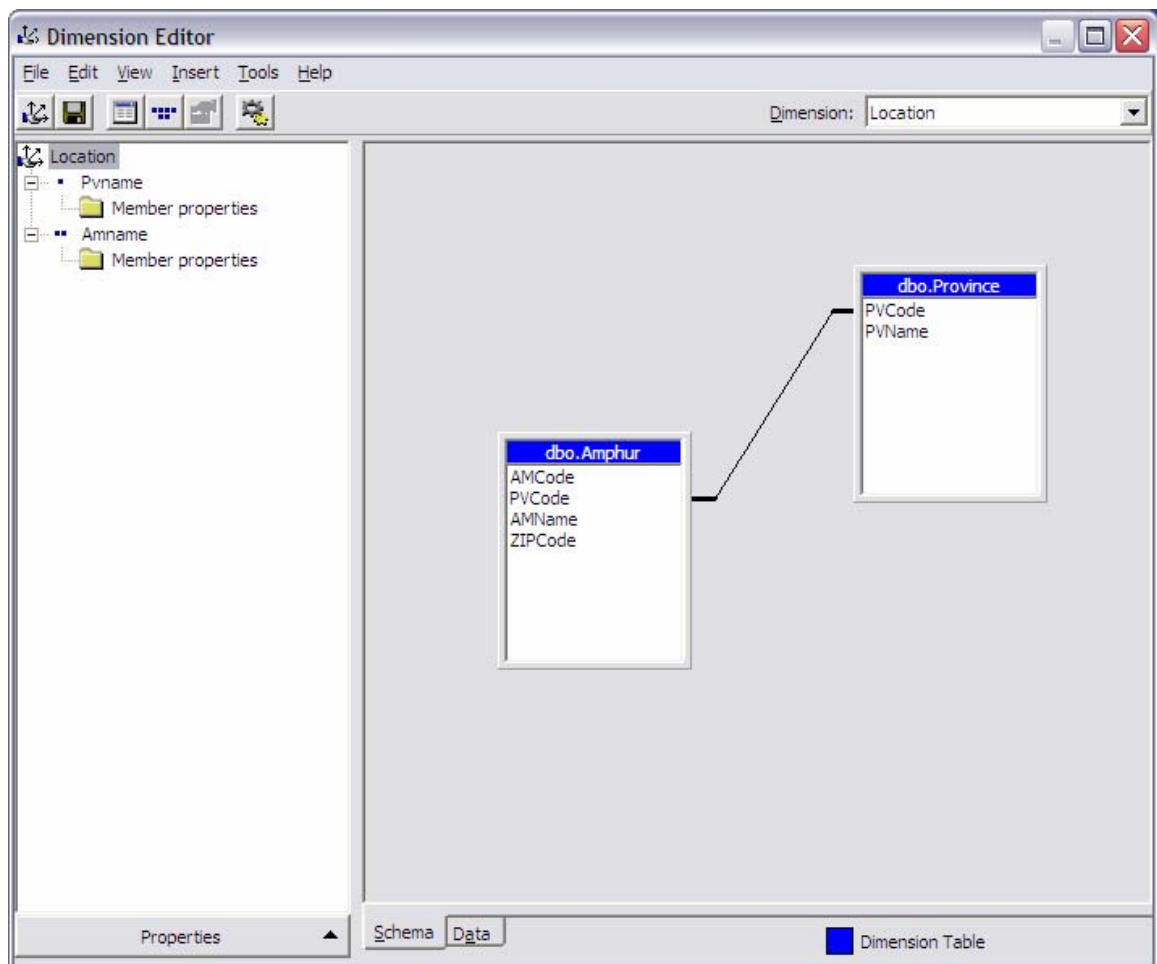 Dimension Editor
File Edit View Insert Tools Help
Dimension: Location
Location
Pvname
Member properties
Amname
Member properties
dbo.Province
PVCode
PVName
dbo.Amphur
AMCode
PVCode
AMName
ZIPCode
Properties
Schema Data
Dimension Table